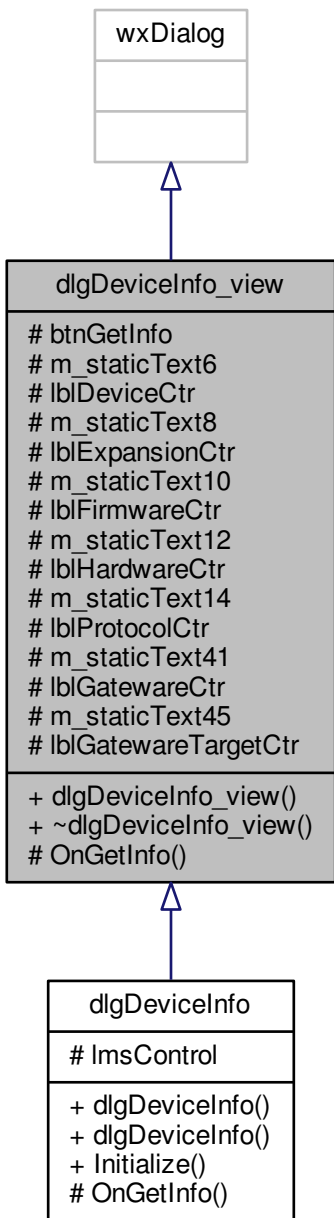 wxDialog
dlgDeviceInfo_view
# btnGetInfo
# m_staticText6
# lblDeviceCtr
# m_staticText8
# lblExpansionCtr
# m_staticText10
# lblFirmwareCtr
# m_staticText12
# lblHardwareCtr
# m_staticText14
# lblProtocolCtr
# m_staticText41
# lblGatewareCtr
# m_staticText45
# lblGatewareTargetCtr
+ dlgDeviceInfo_view()
+ ~dlgDeviceInfo_view()
# OnGetInfo()
dlgDeviceInfo
# lmsControl
+ dlgDeviceInfo()
+ dlgDeviceInfo()
+ Initialize()
# OnGetInfo()